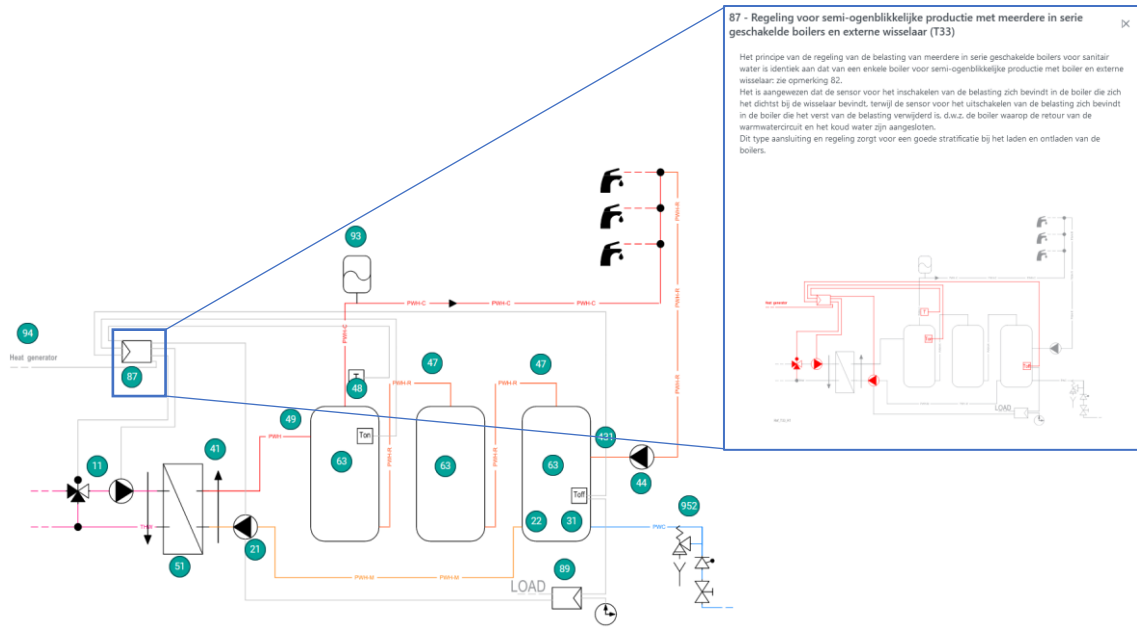 87 - Regeling voor semi-ogenblikkelijke productie met meerdere in serie
geschakelde boilers en externe wisselaar (T33)
Het principe van de regeling van de belasting van meerdere in serie geschakelde boilers voor sanitair
water is identiek aan dat van een enkele boiler voor semi-ogenblikkelijke productie met boiler en externe
wisselaar: zie opmerking 82.
Het is aangewezen dat de sensor voor het inschakelen van de belasting zich bevindt in de boiler die zich
het dichtst bij de wisselaar bevindt, terwijl de sensor voor het uitschakelen van de belasting zich bevindt
in de boiler die het verst van de belasting verwijderd is, d.w.z. de boiler waarop de retour van de
warmwatercircuit en het koud water zijn aangesloten.
Dit type aansluiting en regeling zorgt voor een goede stratificatie bij het laden en ontladen van de
boilers.
93
PWH-C
PWH-C
PWH-C
PWH-C
PWH-R
PWH-R
94
Heat generator
87
48
47
47
PWH-R
PWH-R
PWH-R
PWH-R
49
PWH
Ton
63
63
63
431
44
41
11
51
21
Toff
22
31
PWC
952
PWH-M
PWH-M
89
LOAD
Heat generator
Ton
Toff
LOAD